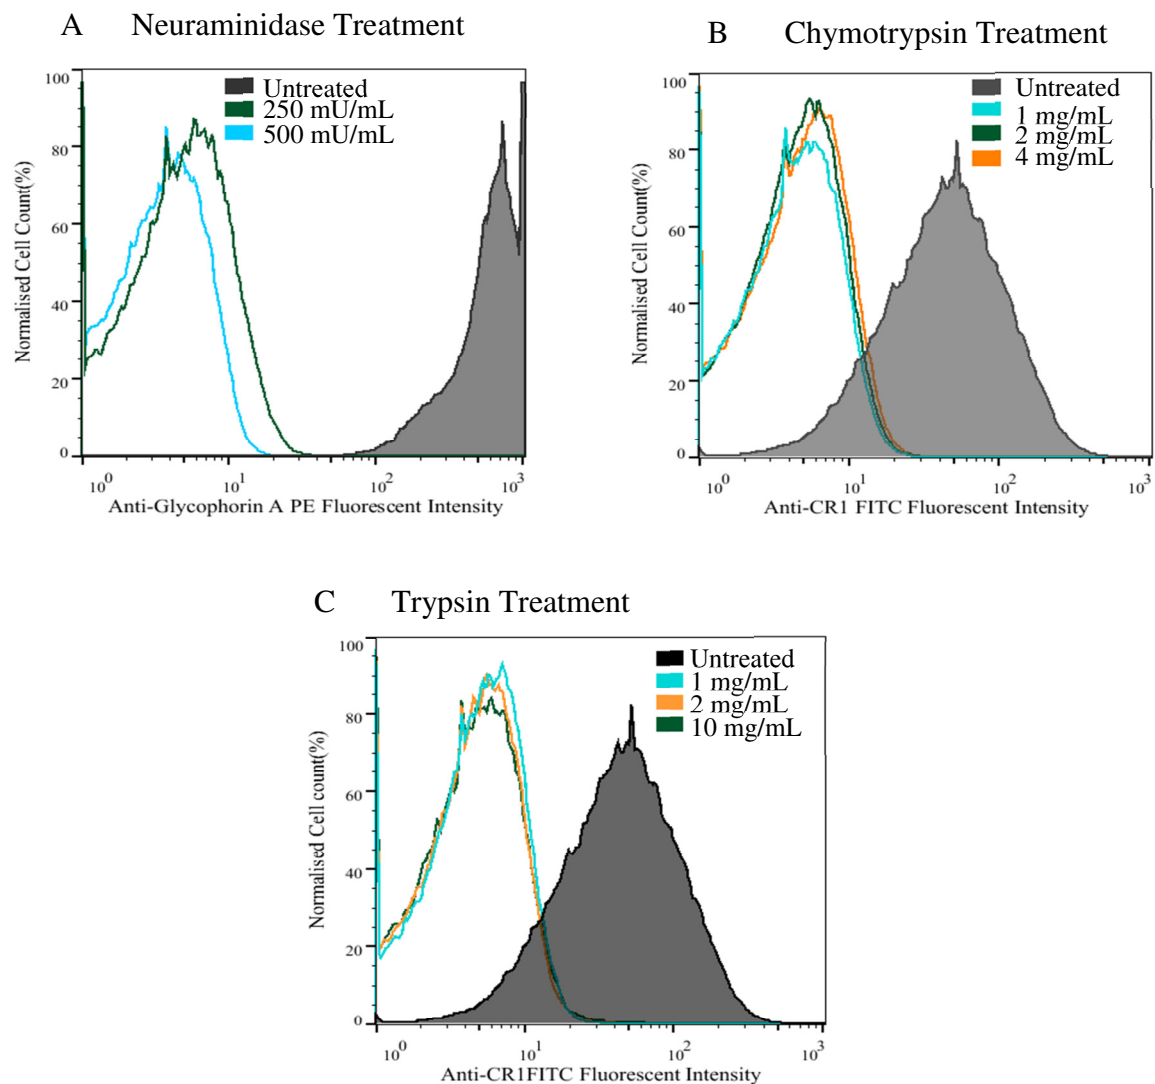 A Neuraminidase Treatment
Untreated
250 mU/mL
500 mU/mL
100
80
60
40
20
0
Normalised Cell Count(%)
10^0 10^1 10^2 10^3
Anti-Glycophorin A PE Fluorescent Intensity
B Chymotrypsin Treatment
Untreated
1 mg/mL
2 mg/mL
4 mg/mL
100
80
60
40
20
0
Normalised Cell Count(%)
10^0 10^1 10^2 10^3
Anti-CR1 FITC Fluorescent Intensity
C Trypsin Treatment
Untreated
1 mg/mL
2 mg/mL
10 mg/mL
100
80
60
40
20
0
Normalised Cell count(%)
10^0 10^1 10^2 10^3
Anti-CR1FITC Fluorescent Intensity